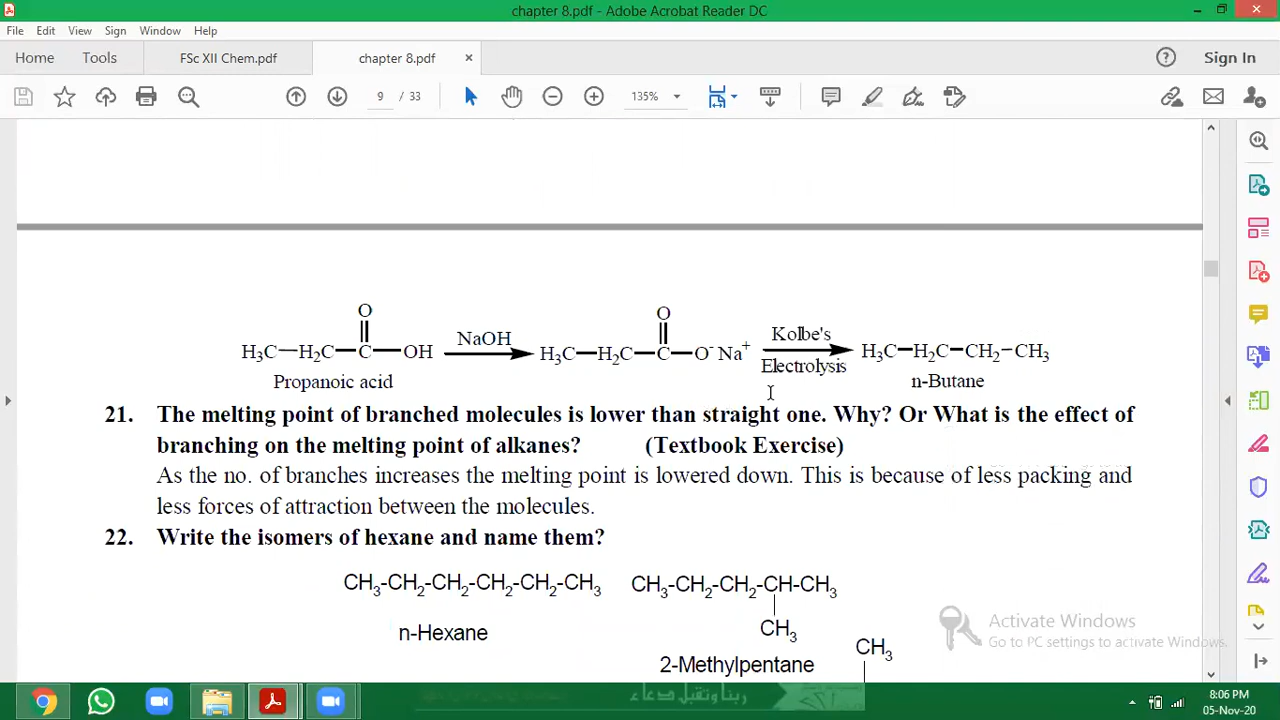 chapter 8.pdf - Adobe Acrobat Reader DC
File Edit View Sign Window Help
Home Tools FSc XII Chem.pdf chapter 8.pdf × Sign In
9 / 33 135%
O O
H₃C—H₂C—C—OH NaOH H₃C—H₂C—C—O⁻Na⁺ Kolbe's Electrolysis H₃C—H₂C—CH₂—CH₃
Propanoic acid n-Butane
21. The melting point of branched molecules is lower than straight one. Why? Or What is the effect of
branching on the melting point of alkanes? (Textbook Exercise)
As the no. of branches increases the melting point is lowered down. This is because of less packing and
less forces of attraction between the molecules.
22. Write the isomers of hexane and name them?
CH₃-CH₂-CH₂-CH₂-CH₂-CH₃ CH₃-CH₂-CH₂-CH-CH₃
CH₃
n-Hexane
2-Methylpentane
CH₃
Activate Windows
Go to PC settings to activate Windows.
ربنا وتقبل دعاء
8:06 PM
05-Nov-20